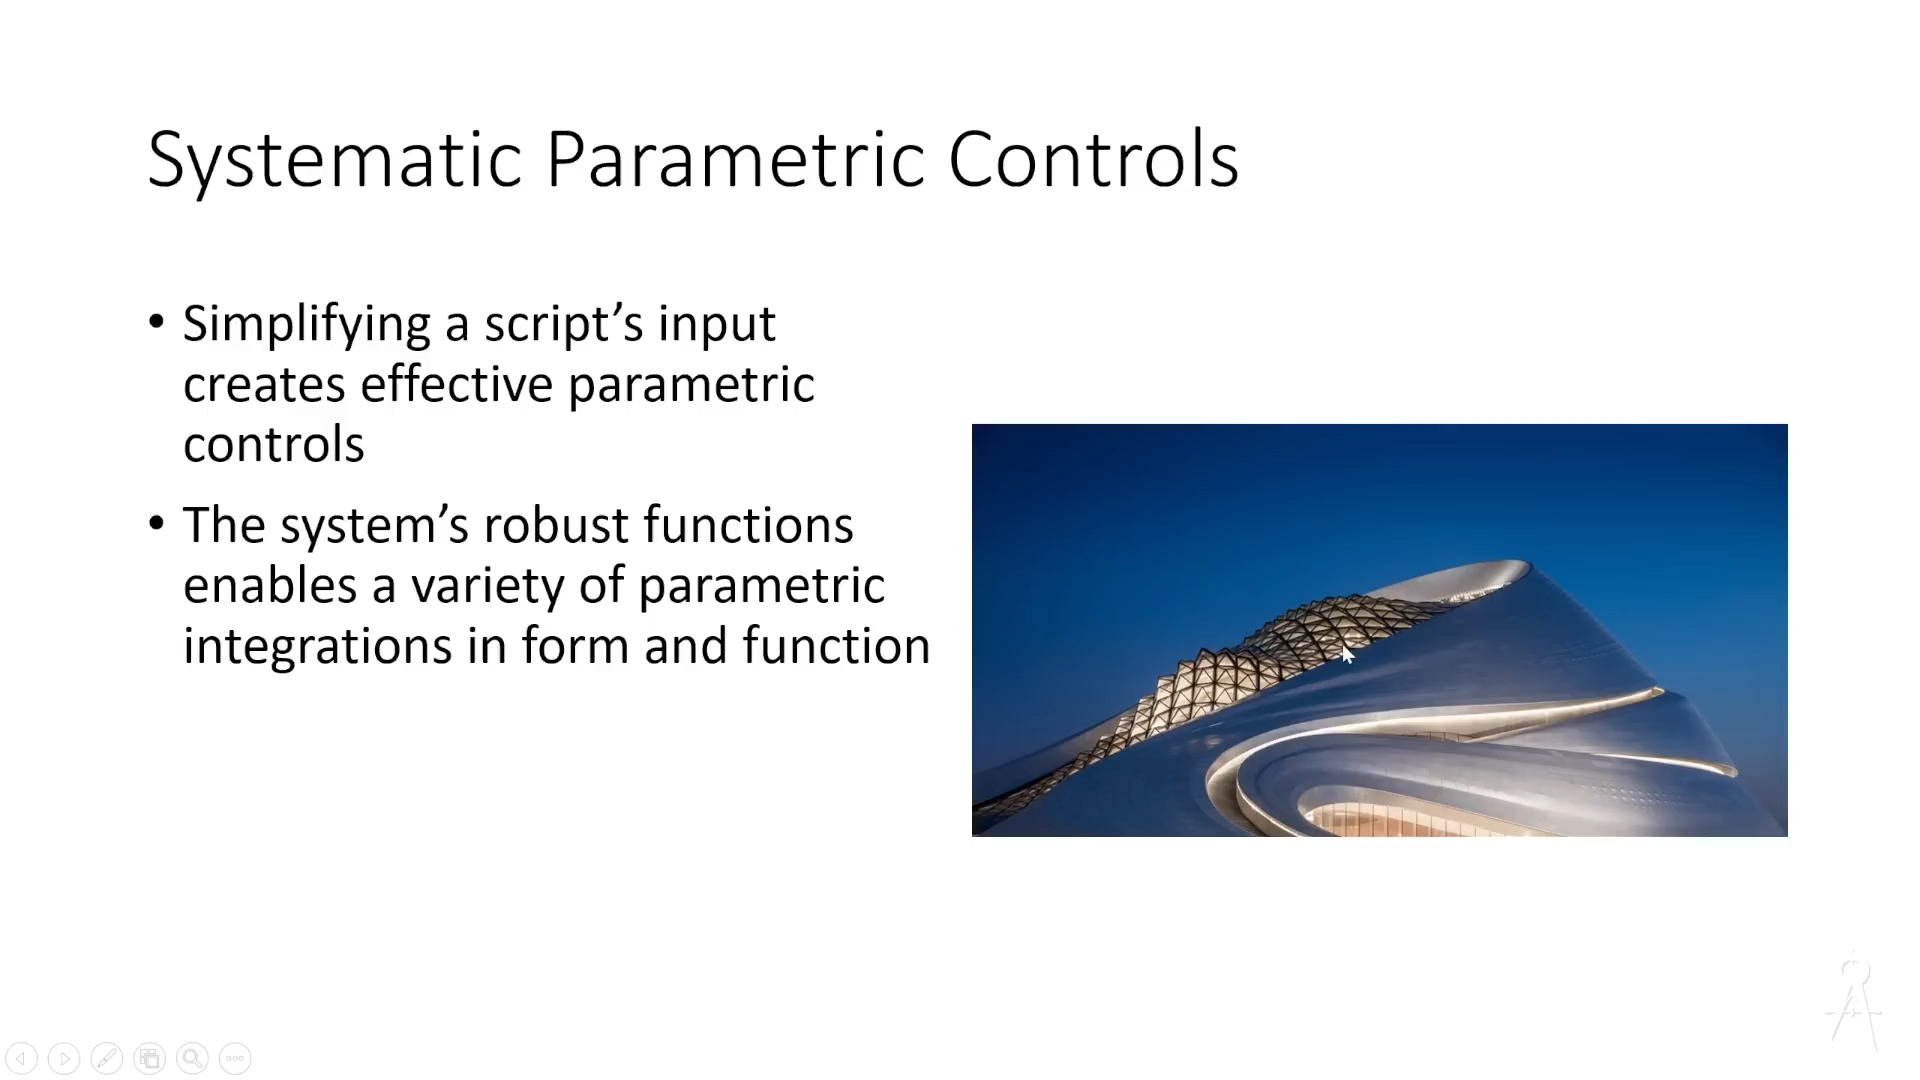 Systematic Parametric Controls
• Simplifying a script’s input
creates effective parametric
controls
• The system’s robust functions
enables a variety of parametric
integrations in form and function